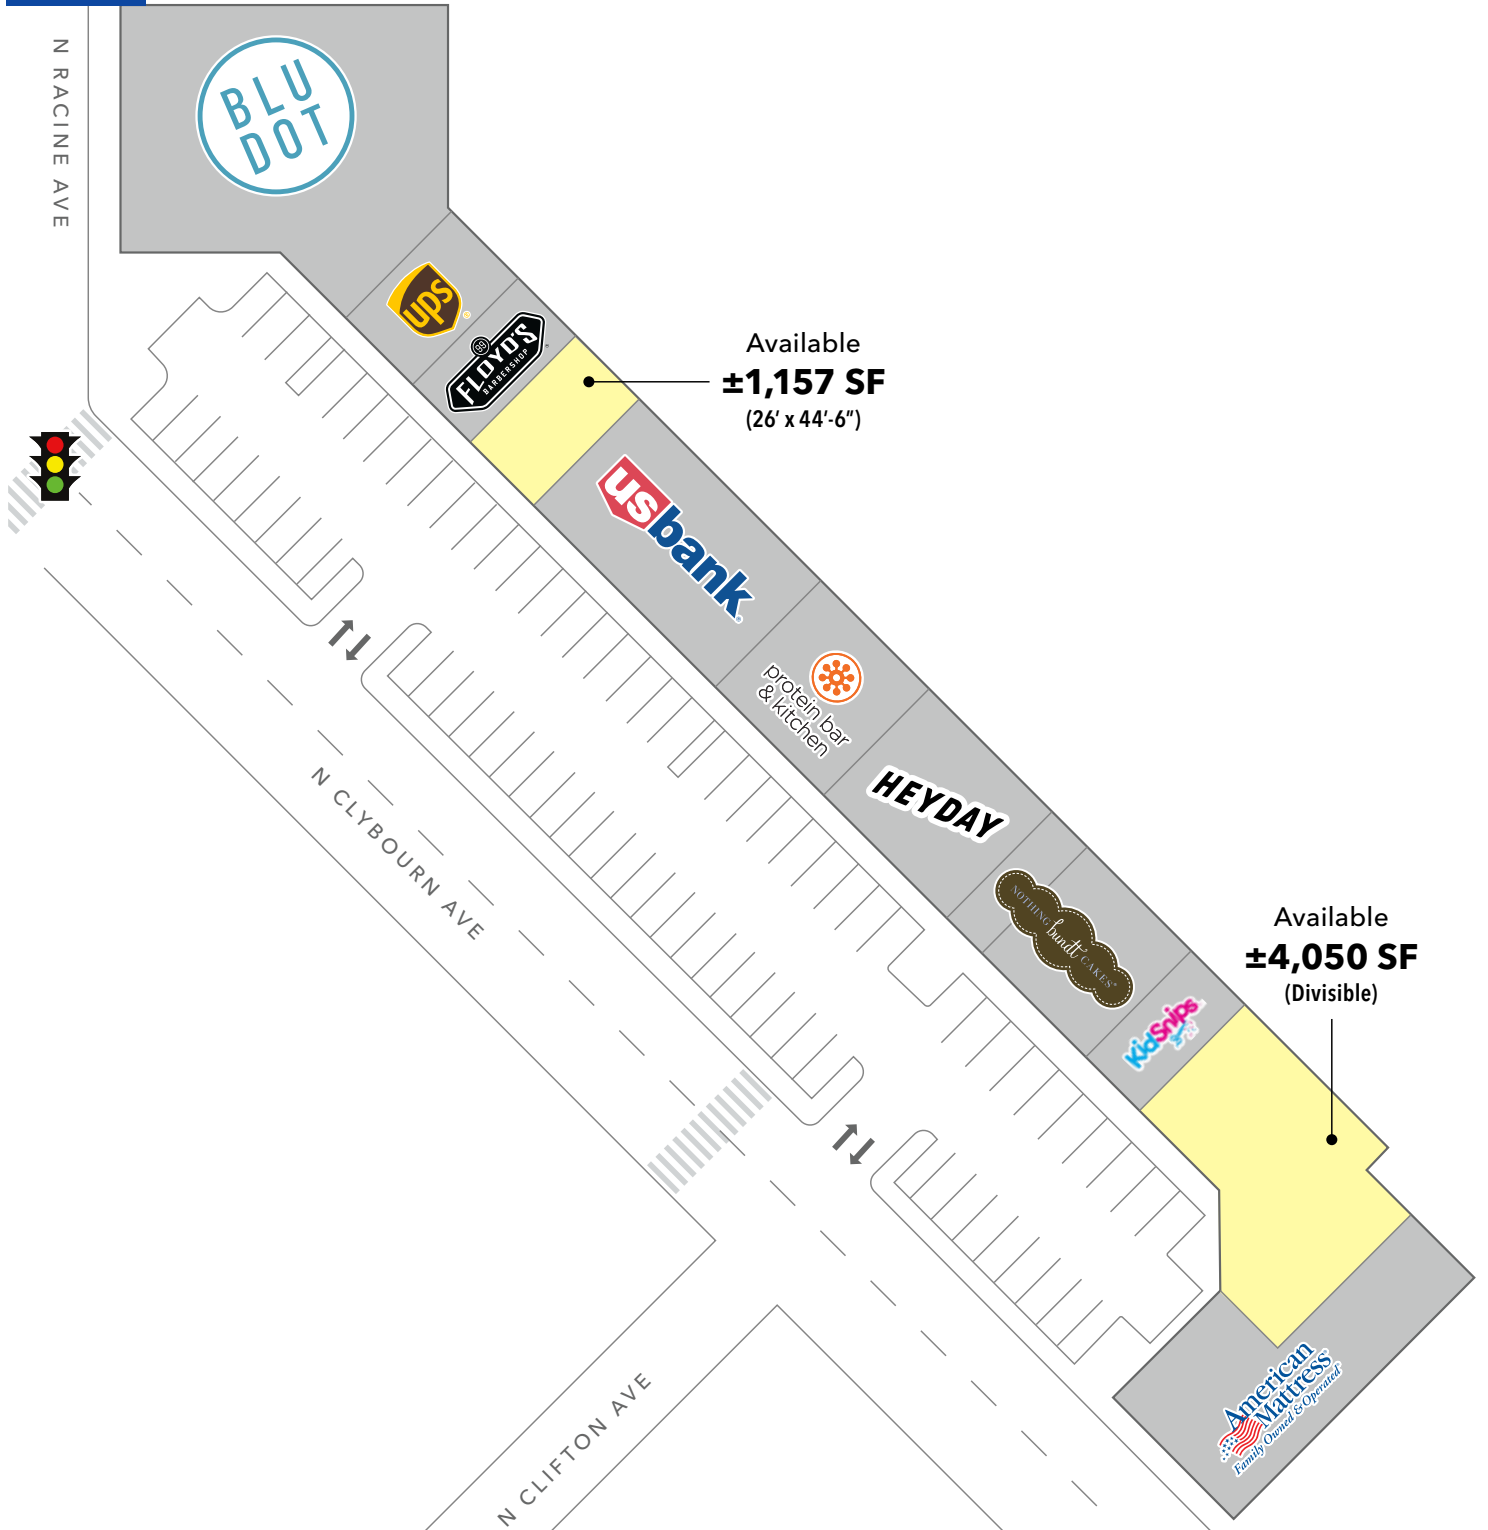 N RACINE AVE
BLU
DOT
ups
99
FLOYD'S
BARBERSHOP
Available
±1,157 SF
(26' x 44'-6")
usbank
protein bar
& kitchen
HEYDAY
NOTHING bundt CAKES
KidSnips
Available
±4,050 SF
(Divisible)
N CLYBOURN AVE
N CLIFTON AVE
American
Mattress
Family Owned & Operated